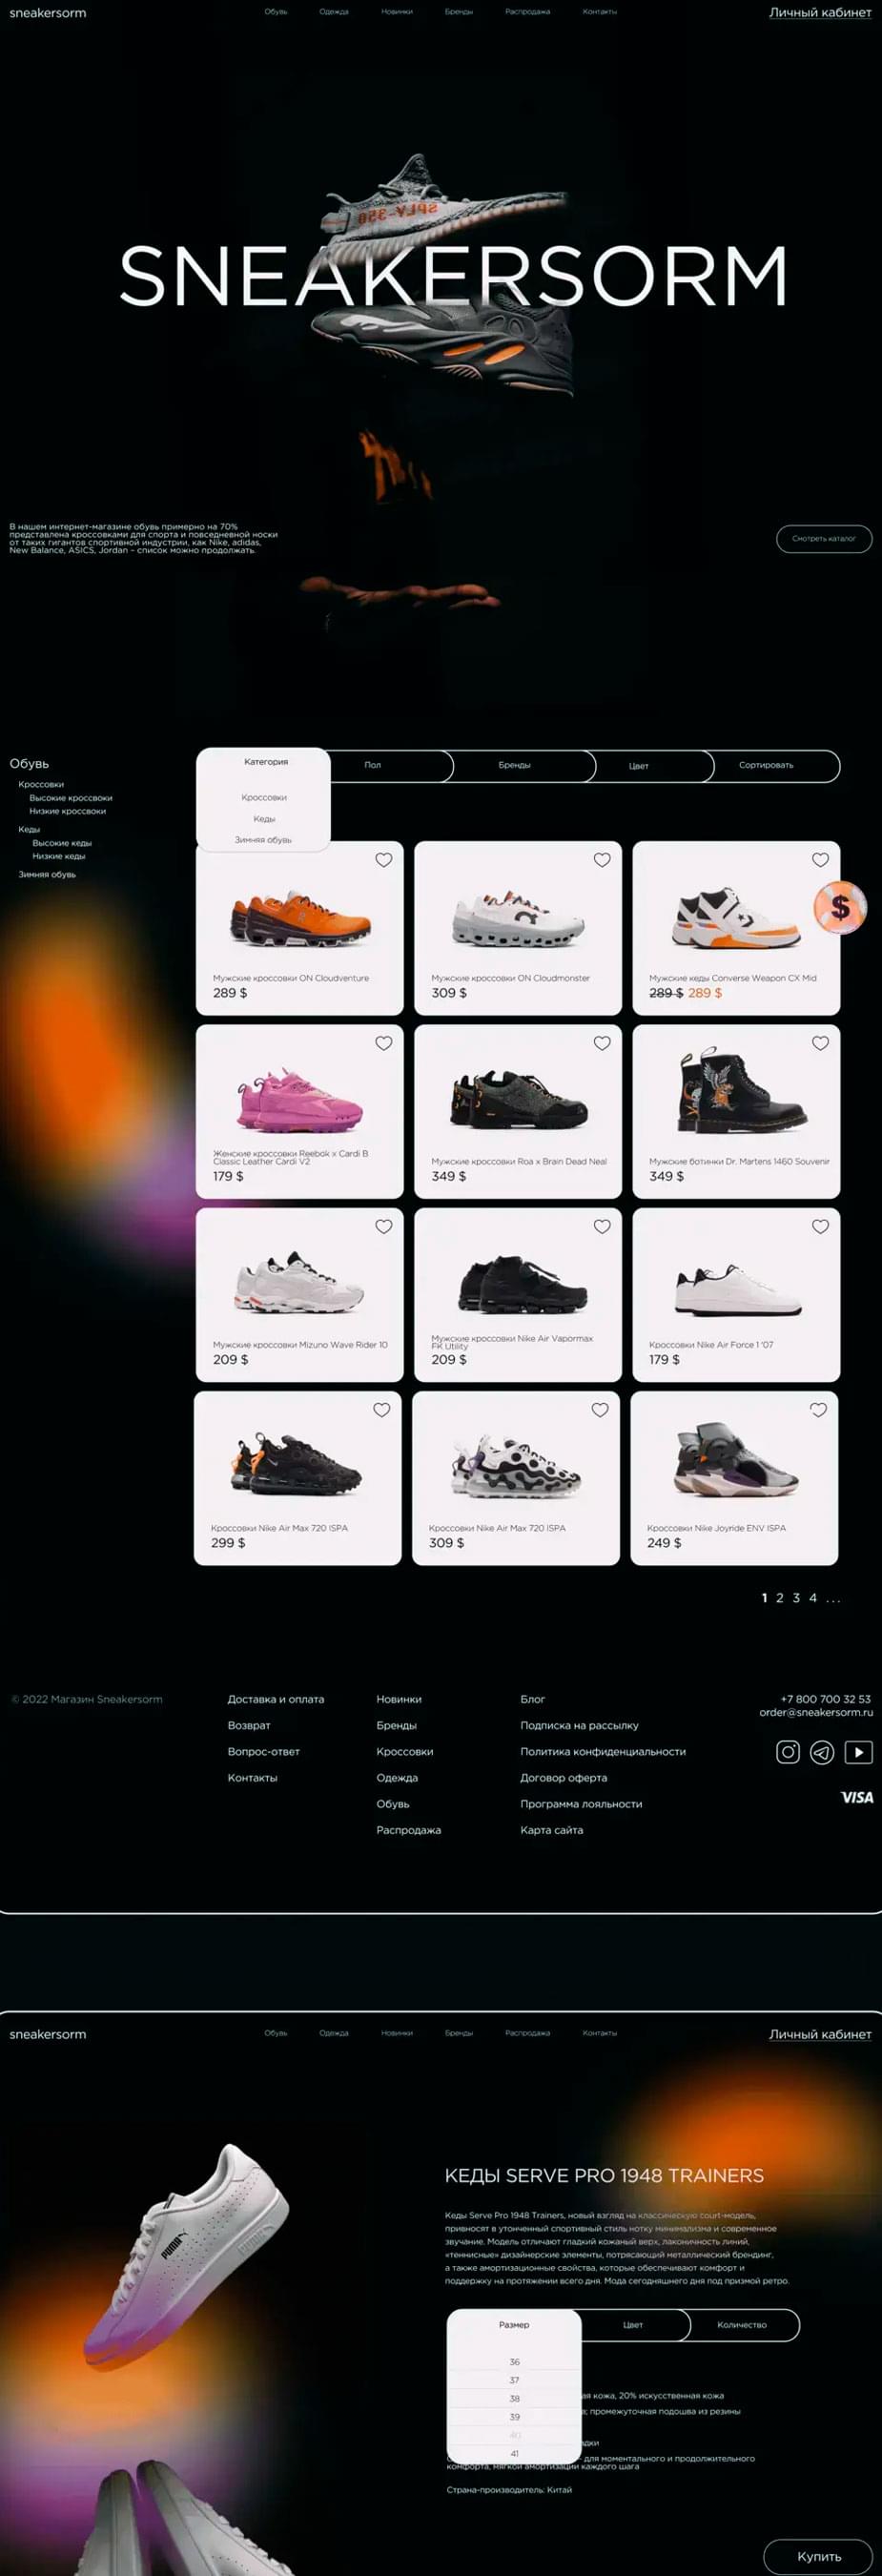 sneakersorm
Обувь
Одежда
Новинки
Бренды
Распродажа
Контакты
Личный кабинет
SPLY-350
SNEAKERSORM
В нашем интернет-магазине обувь примерно на 70%
представлена кроссовками для спорта и повседневной носки
от таких гигантов спортивной индустрии, как Nike, adidas,
New Balance, ASICS, Jordan – список можно продолжать.
Смотреть каталог
Обувь
Кроссовки
Высокие кроссвоки
Низкие кроссвоки
Кеды
Высокие кеды
Низкие кеды
Зимняя обувь
Категория
Кроссовки
Кеды
Зимняя обувь
Пол
Бренды
Цвет
Сортировать
Мужские кроссовки ON Cloudventure
289 $
Мужские кроссовки ON Cloudmonster
309 $
$
Мужские кеды Converse Weapon CX Mid
289 $ 289 $
Женские кроссовки Reebok x Cardi B
Classic Leather Cardi V2
179 $
Мужские кроссовки Roa x Brain Dead Neal
349 $
Мужские ботинки Dr. Martens 1460 Souvenir
349 $
Мужские кроссовки Mizuno Wave Rider 10
209 $
Мужские кроссовки Nike Air Vapormax
FK Utility
209 $
Кроссовки Nike Air Force 1 '07
179 $
Кроссовки Nike Air Max 720 ISPA
299 $
Кроссовки Nike Air Max 720 ISPA
309 $
Кроссовки Nike Joyride ENV ISPA
249 $
1 2 3 4 ...
© 2022 Магазин Sneakersorm
Доставка и оплата
Возврат
Вопрос-ответ
Контакты
Новинки
Бренды
Кроссовки
Одежда
Обувь
Распродажа
Блог
Подписка на рассылку
Политика конфиденциальности
Договор оферта
Программа лояльности
Карта сайта
+7 800 700 32 53
order@sneakersorm.ru
VISA
sneakersorm
Обувь
Одежда
Новинки
Бренды
Распродажа
Контакты
Личный кабинет
PUMA
КЕДЫ SERVE PRO 1948 TRAINERS
Кеды Serve Pro 1948 Trainers, новый взгляд на классическую court-модель,
привносят в утонченный спортивный стиль нотку минимализма и современное
звучание. Модель отличают гладкий кожаный верх, лаконичность линий,
«теннисные» дизайнерские элементы, потрясающий металлический брендинг,
а также амортизационные свойства, которые обеспечивают комфорт и
поддержку на протяжении всего дня. Мода сегодняшнего дня под призмой ретро.
Размер
Цвет
Количество
36
37
38
39
40
41
кожа, 20% искусственная кожа
промежуточная подошва из резины
– для моментального и продолжительного
комфорта, мягкой амортизации каждого шага
Страна-производитель: Китай
Купить